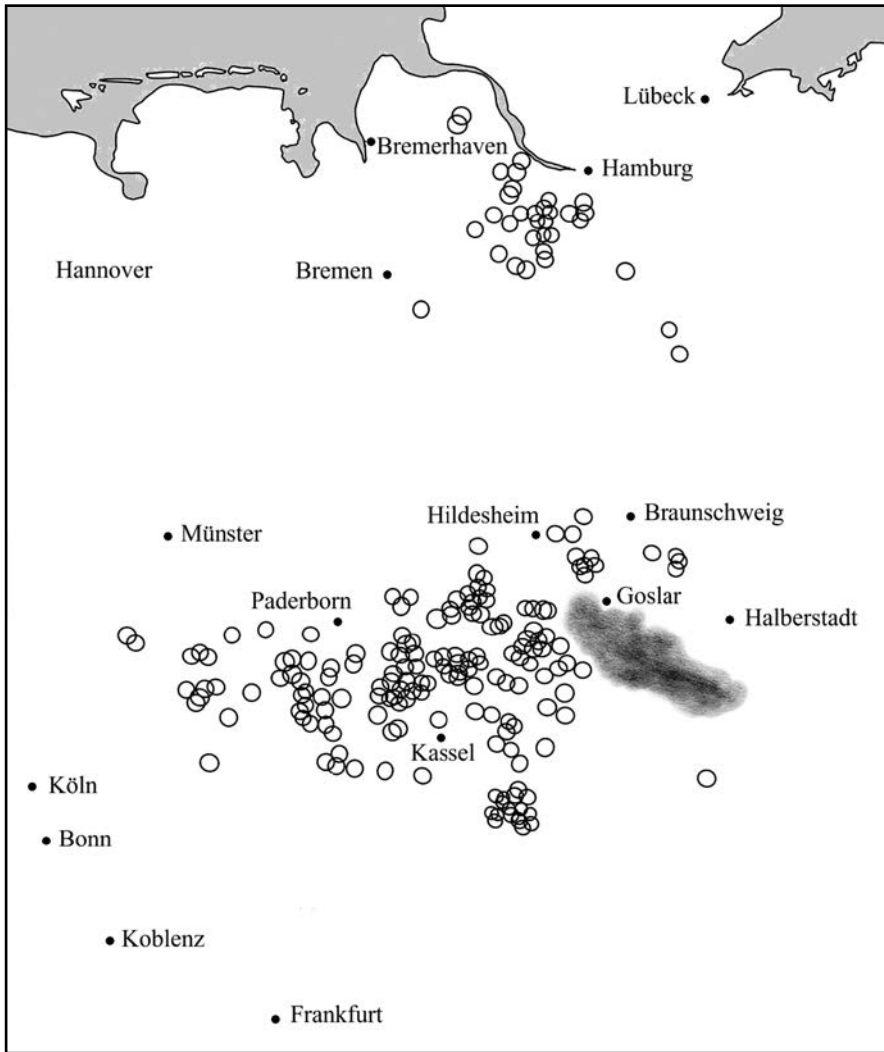 Lübeck
Bremerhaven
Hamburg
Hannover
Bremen
Münster
Hildesheim
Braunschweig
Paderborn
Goslar
Halberstadt
Kassel
Köln
Bonn
Koblenz
Frankfurt